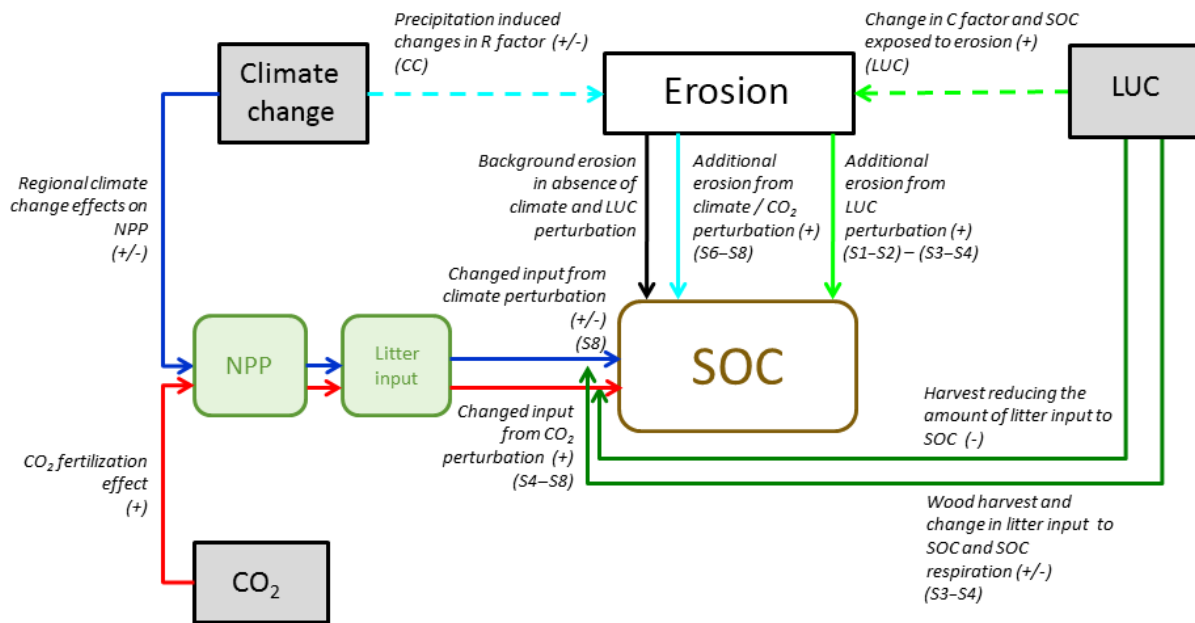 Precipitation induced
changes in R factor (+/-)
(CC)
Change in C factor and SOC
exposed to erosion (+)
(LUC)
Climate
change
Erosion
LUC
Regional climate
change effects on
NPP
(+/-)
Background erosion
in absence of
climate and LUC
perturbation
Additional
erosion from
climate / CO₂
perturbation (+)
(S6–S8)
Additional
erosion from
LUC
perturbation (+)
(S1–S2) – (S3–S4)
Changed input from
climate perturbation
(+/-)
(S8)
NPP
Litter
input
SOC
Changed input
from CO₂
perturbation (+)
(S4–S8)
Harvest reducing the
amount of litter input to
SOC (-)
CO₂ fertilization
effect
(+)
Wood harvest and
change in litter input to
SOC and SOC
respiration (+/-)
(S3–S4)
CO₂